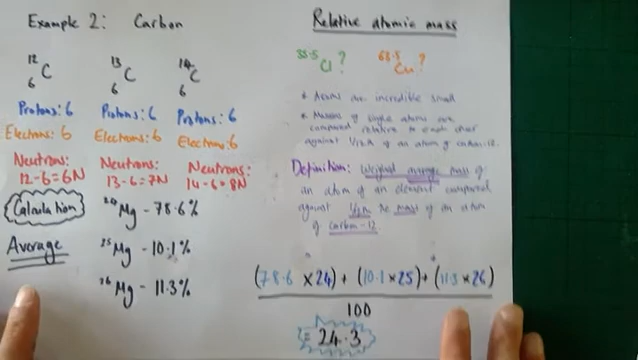 Example 2: Carbon
12 6 C
13 6 C
14 6 C
Protons: 6
Protons: 6
Protons: 6
Electrons: 6
Electrons: 6
Electrons: 6
Neutrons:
12-6=6N
Neutrons:
13-6=7N
Neutrons:
14-6=8N
Calculation
Average
24Mg - 78.6%
25Mg - 10.1%
26Mg - 11.3%
Relative atomic mass
35.5 Cl?
63.5 Cu?
* Atoms are incredible small
* Masses of single atoms are
compared relative to each other
against 1/12th of an atom of carbon-12.
Definition: Weighted average mass of
an atom of an element compared
against 1/12th the mass of an atom
of carbon-12
(78.6 × 24) + (10.1 × 25) + (11.3 × 26)
100
= 24.3